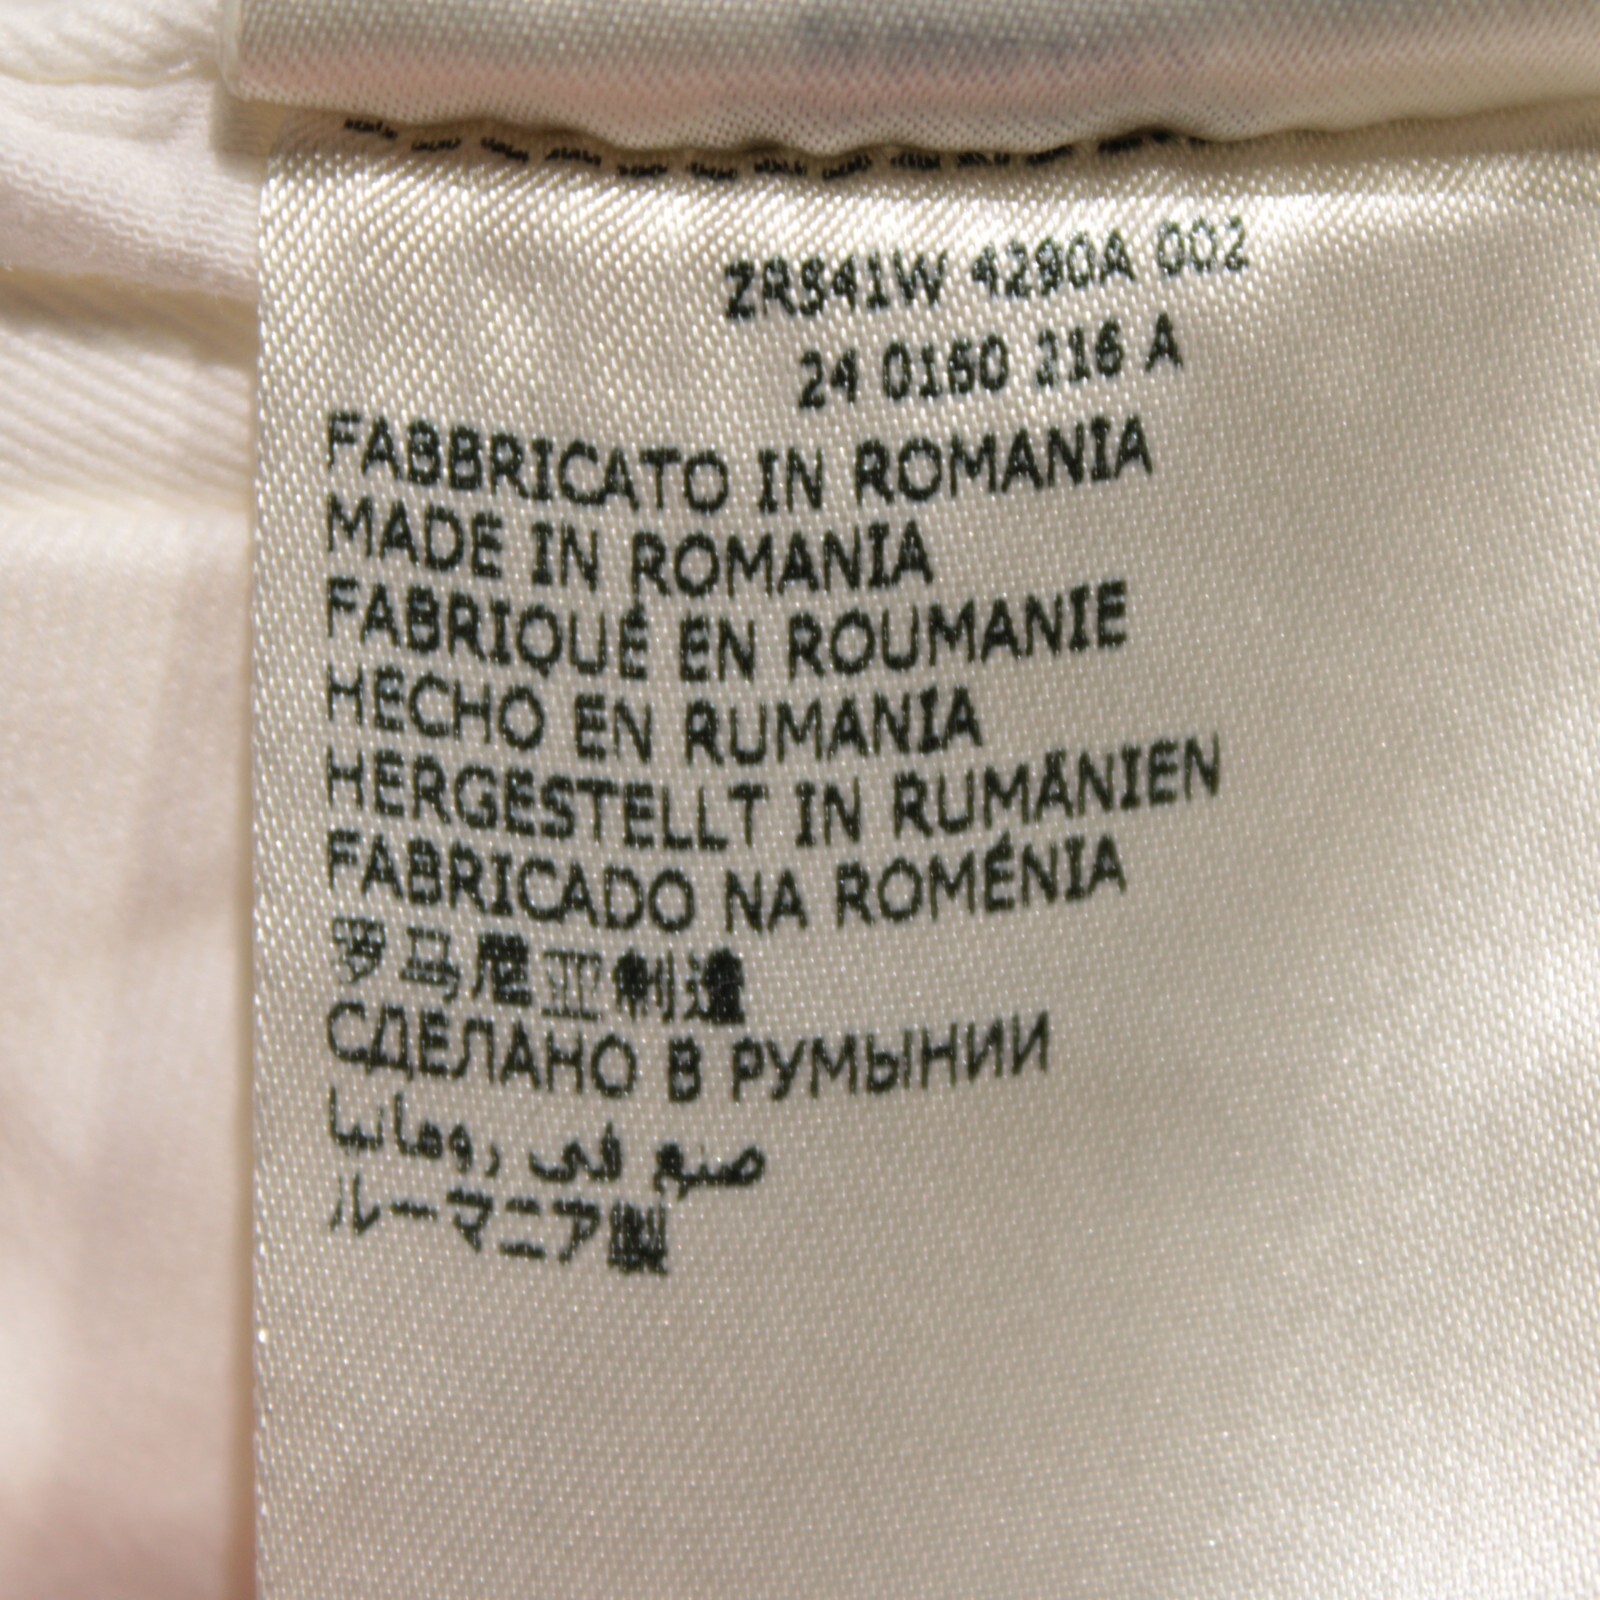 ZRS41W 4290A 002
24 0160 216 A
FABBRICATO IN ROMANIA
MADE IN ROMANIA
FABRIQUÉ EN ROUMANIE
HECHO EN RUMANIA
HERGESTELLT IN RUMÄNIEN
FABRICADO NA ROMÉNIA
罗马尼亚制造
СДЕЛАНО В РУМЫНИИ
صنع في رومانيا
ルーマニア製